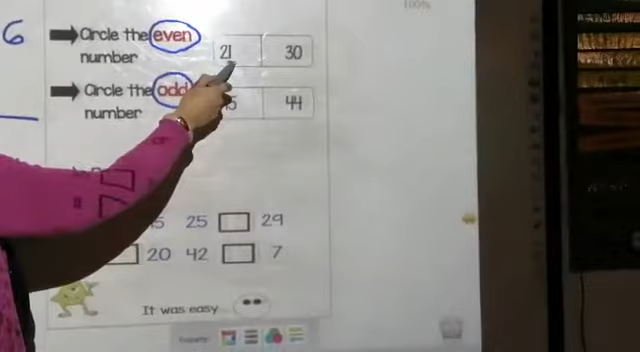 6
Circle the even
number
21 30
Circle the odd
number
44
25 29
20 42 7
It was easy
100%